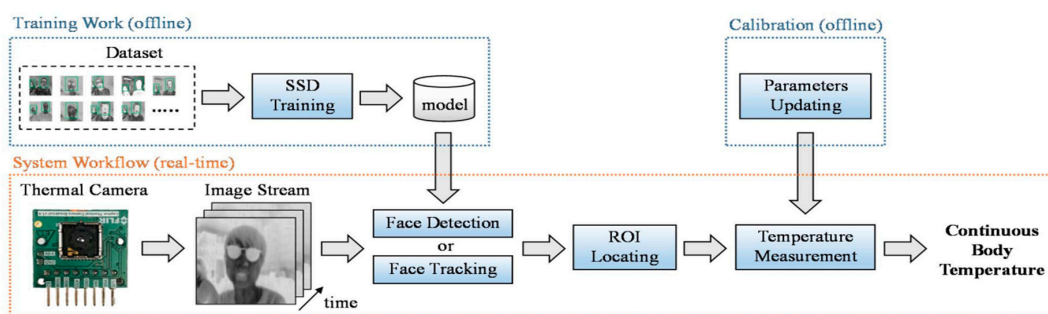 Training Work (offline)
Dataset
SSD
Training
model
Calibration (offline)
Parameters
Updating
System Workflow (real-time)
Thermal Camera
Image Stream
time
Face Detection
or
Face Tracking
ROI
Locating
Temperature
Measurement
Continuous
Body
Temperature
FLIR